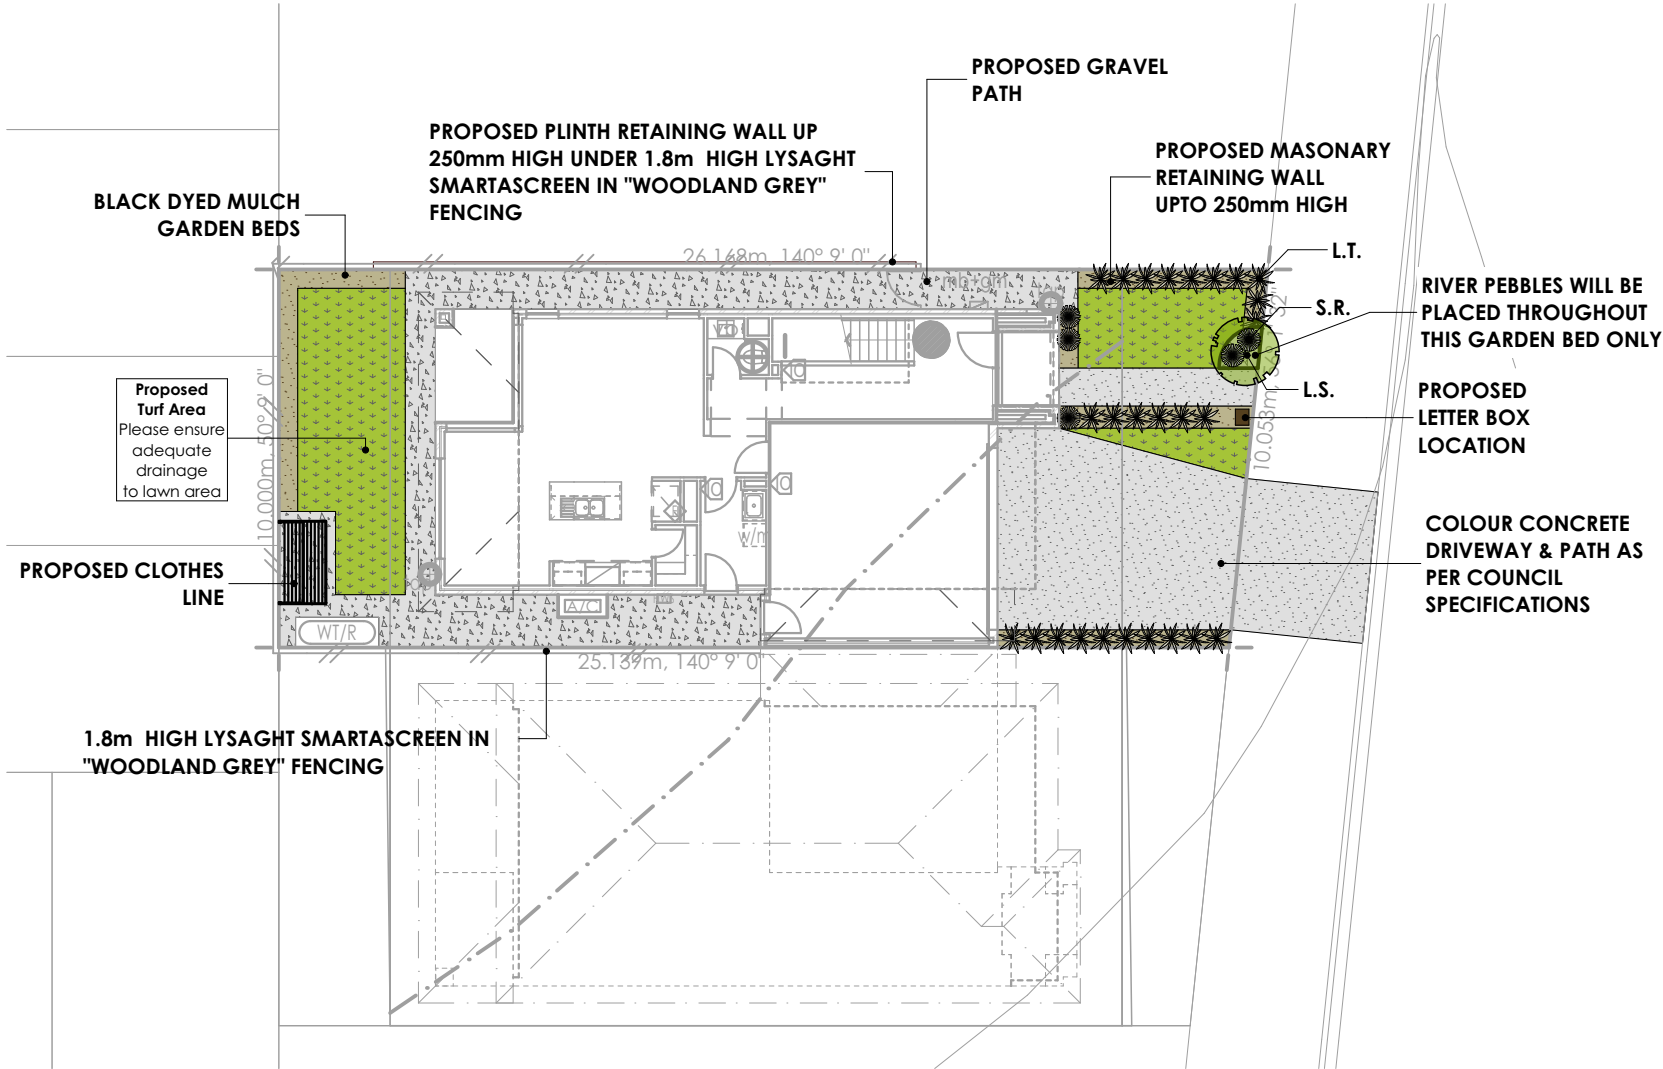 PROPOSED GRAVEL
PATH
PROPOSED PLINTH RETAINING WALL UP
250mm HIGH UNDER 1.8m HIGH LYSAGHT
SMARTASCREEN IN "WOODLAND GREY"
FENCING
PROPOSED MASONARY
RETAINING WALL
UPTO 250mm HIGH
BLACK DYED MULCH
GARDEN BEDS
26.168m, 140° 9' 0"
L.T.
mb+gm
RIVER PEBBLES WILL BE
PLACED THROUGHOUT
THIS GARDEN BED ONLY
S.R.
L.S.
Proposed
Turf Area
Please ensure
adequate
drainage
to lawn area
10.000m, 50° 9' 0"
10.053m,
PROPOSED
LETTER BOX
LOCATION
w/m
COLOUR CONCRETE
DRIVEWAY & PATH AS
PER COUNCIL
SPECIFICATIONS
PROPOSED CLOTHES
LINE
A/C
WT/R
25.139m, 140° 9' 0"
1.8m HIGH LYSAGHT SMARTASCREEN IN
"WOODLAND GREY" FENCING